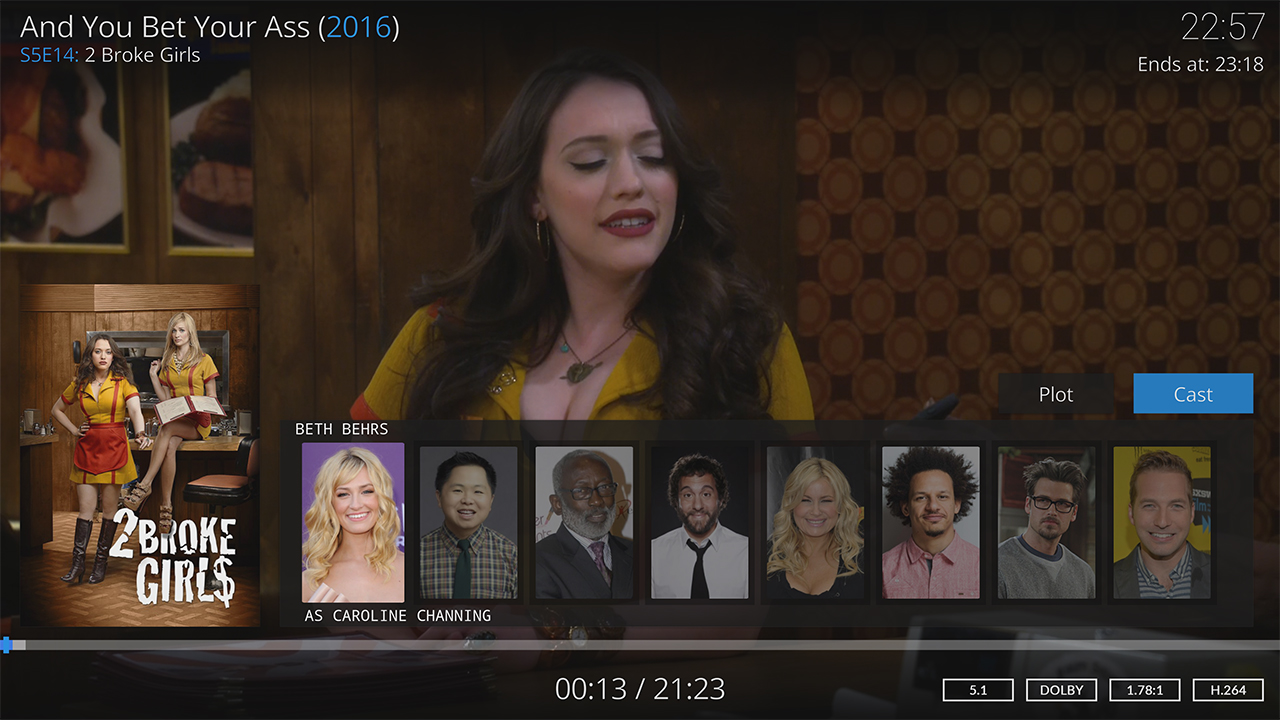 And You Bet Your Ass (2016)
22:57
S5E14: 2 Broke Girls
Ends at: 23:18
Plot
Cast
BETH BEHRS
2 BROKE
GIRL$
AS CAROLINE CHANNING
00:13 / 21:23
5.1
DOLBY
1.78:1
H.264